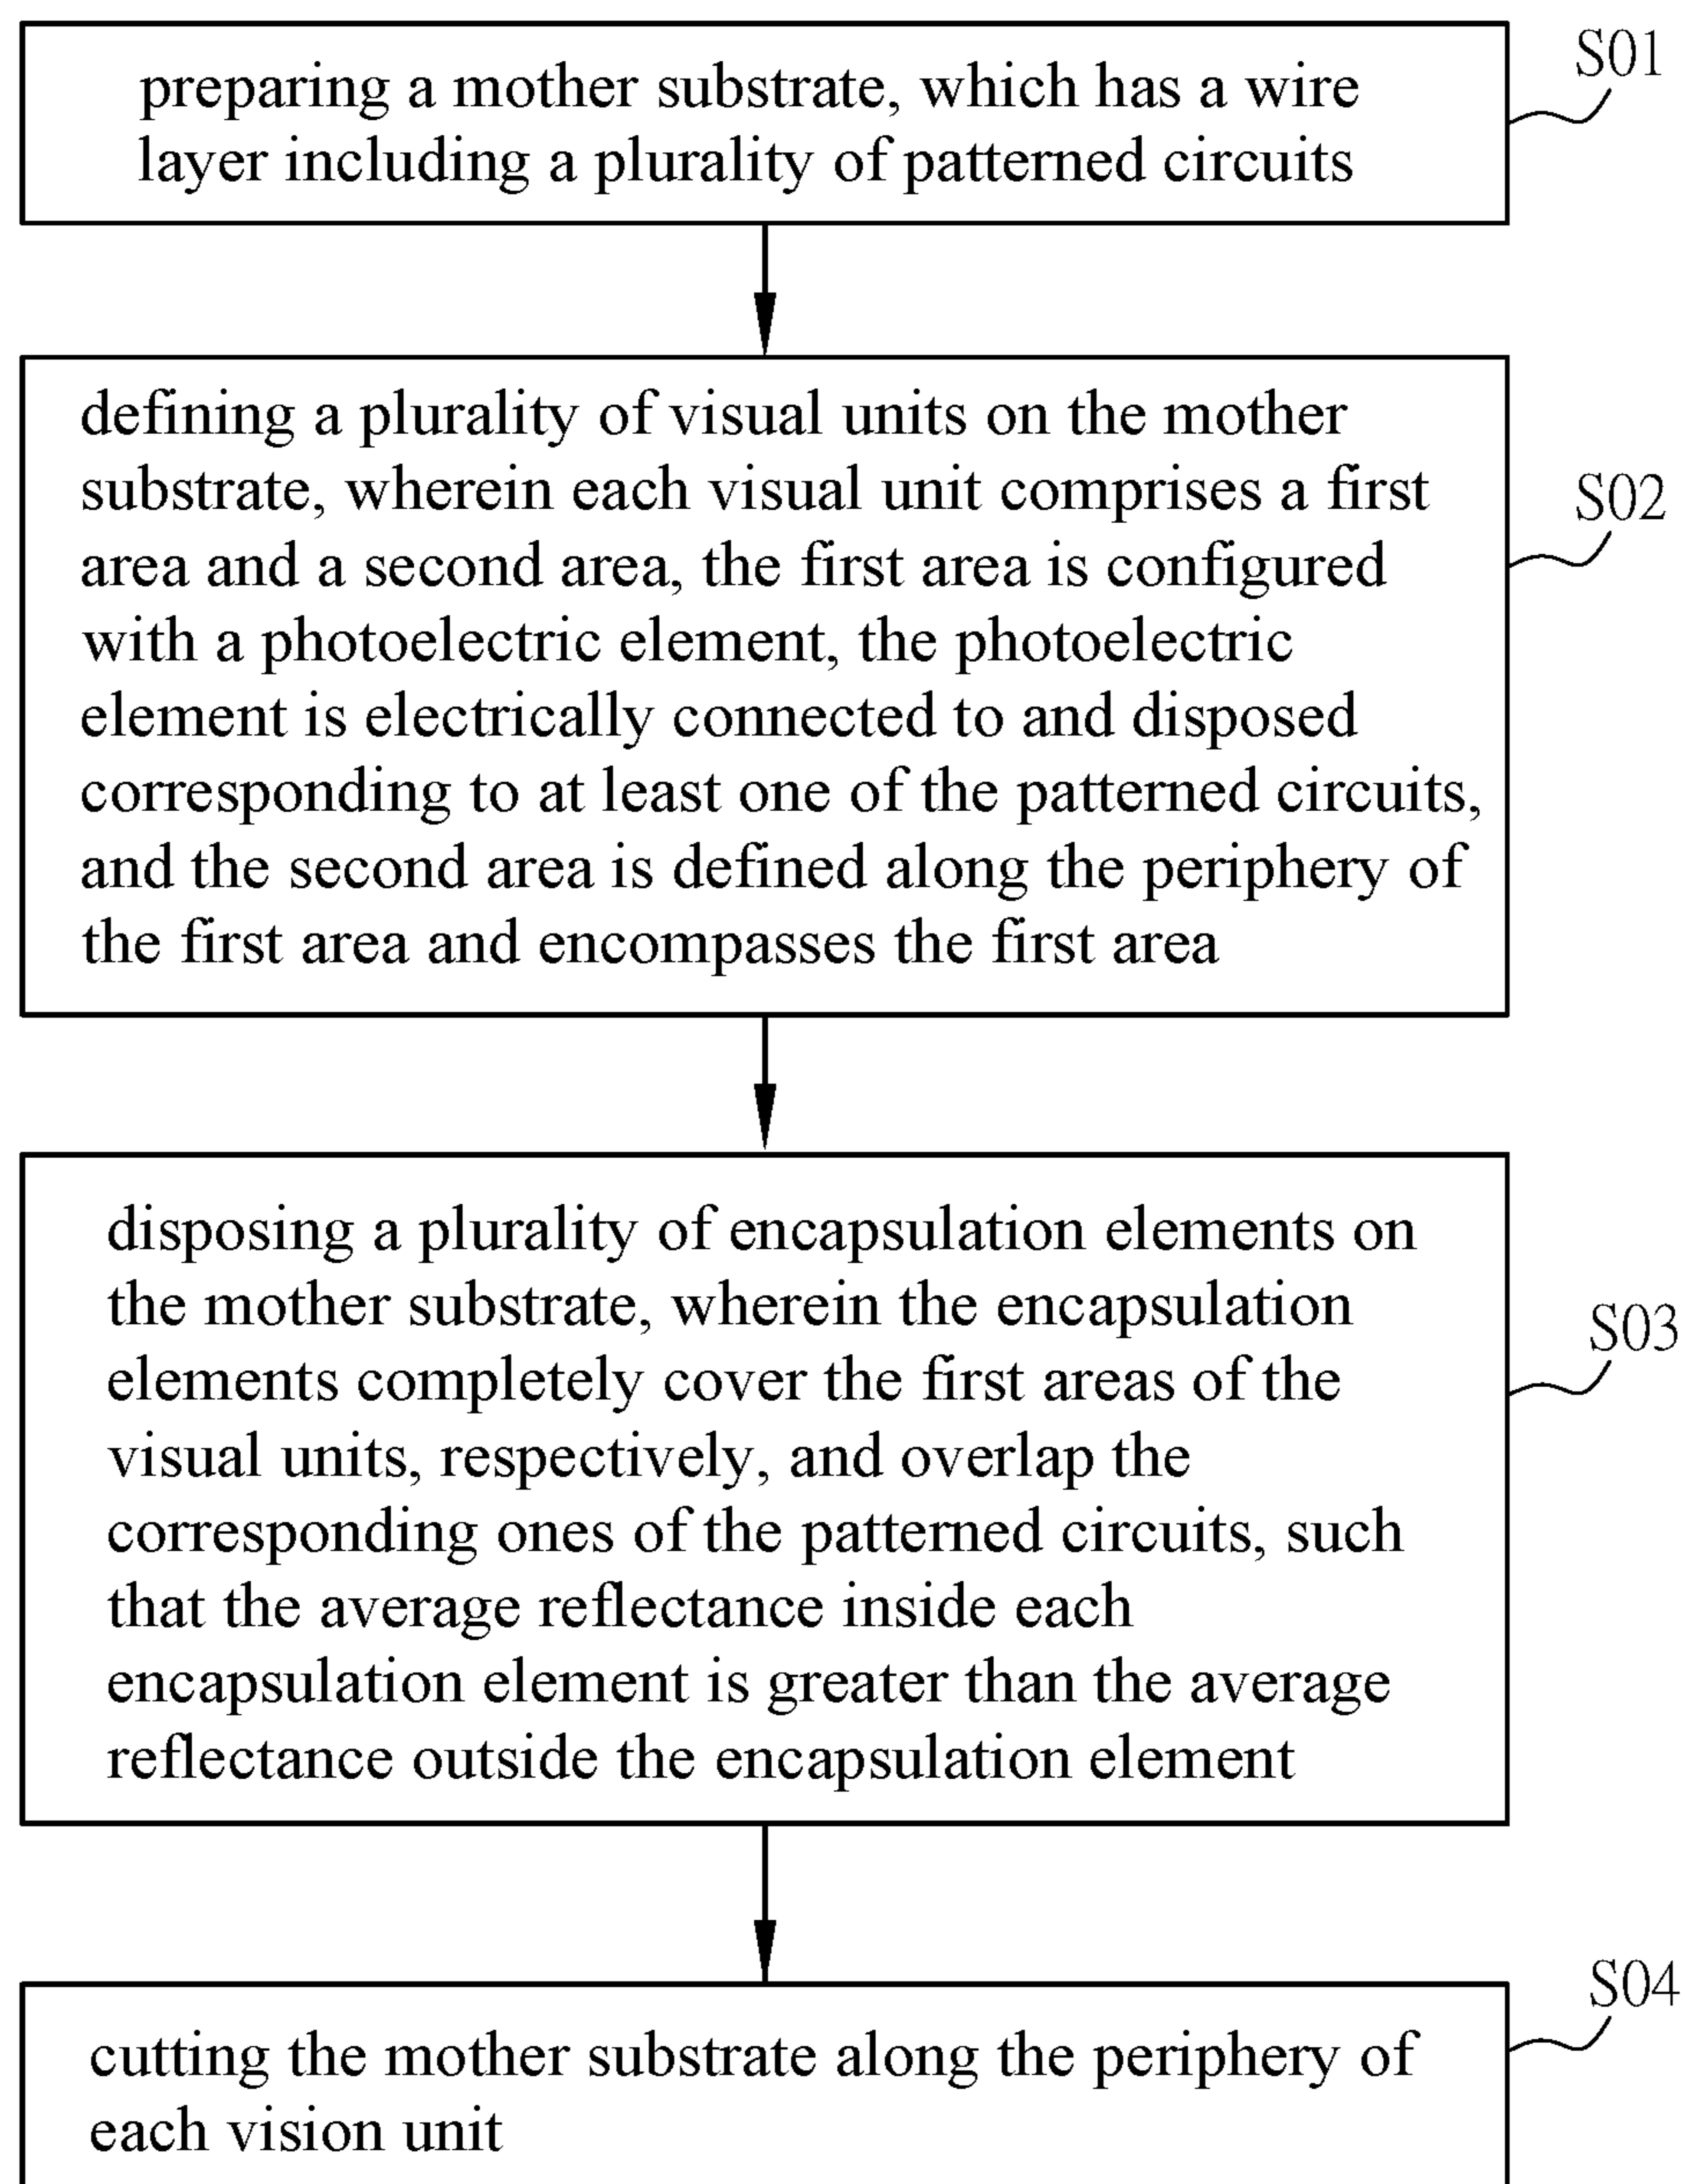 preparing a mother substrate, which has a wire
layer including a plurality of patterned circuits
S01
defining a plurality of visual units on the mother
substrate, wherein each visual unit comprises a first
area and a second area, the first area is configured
with a photoelectric element, the photoelectric
element is electrically connected to and disposed
corresponding to at least one of the patterned circuits,
and the second area is defined along the periphery of
the first area and encompasses the first area
S02
disposing a plurality of encapsulation elements on
the mother substrate, wherein the encapsulation
elements completely cover the first areas of the
visual units, respectively, and overlap the
corresponding ones of the patterned circuits, such
that the average reflectance inside each
encapsulation element is greater than the average
reflectance outside the encapsulation element
S03
cutting the mother substrate along the periphery of
each vision unit
S04